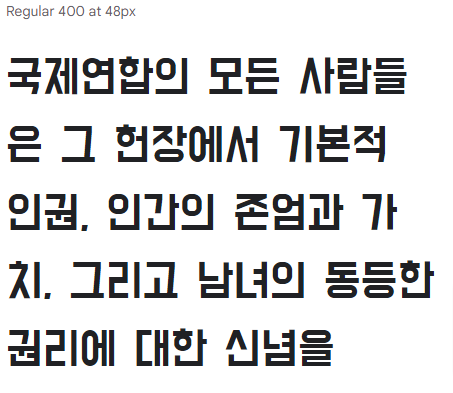 Regular 400 at 48px
국제연합의 모든 사람들
은 그 헌장에서 기본적
인권, 인간의 존엄과 가
치, 그리고 남녀의 동등한
권리에 대한 신념을